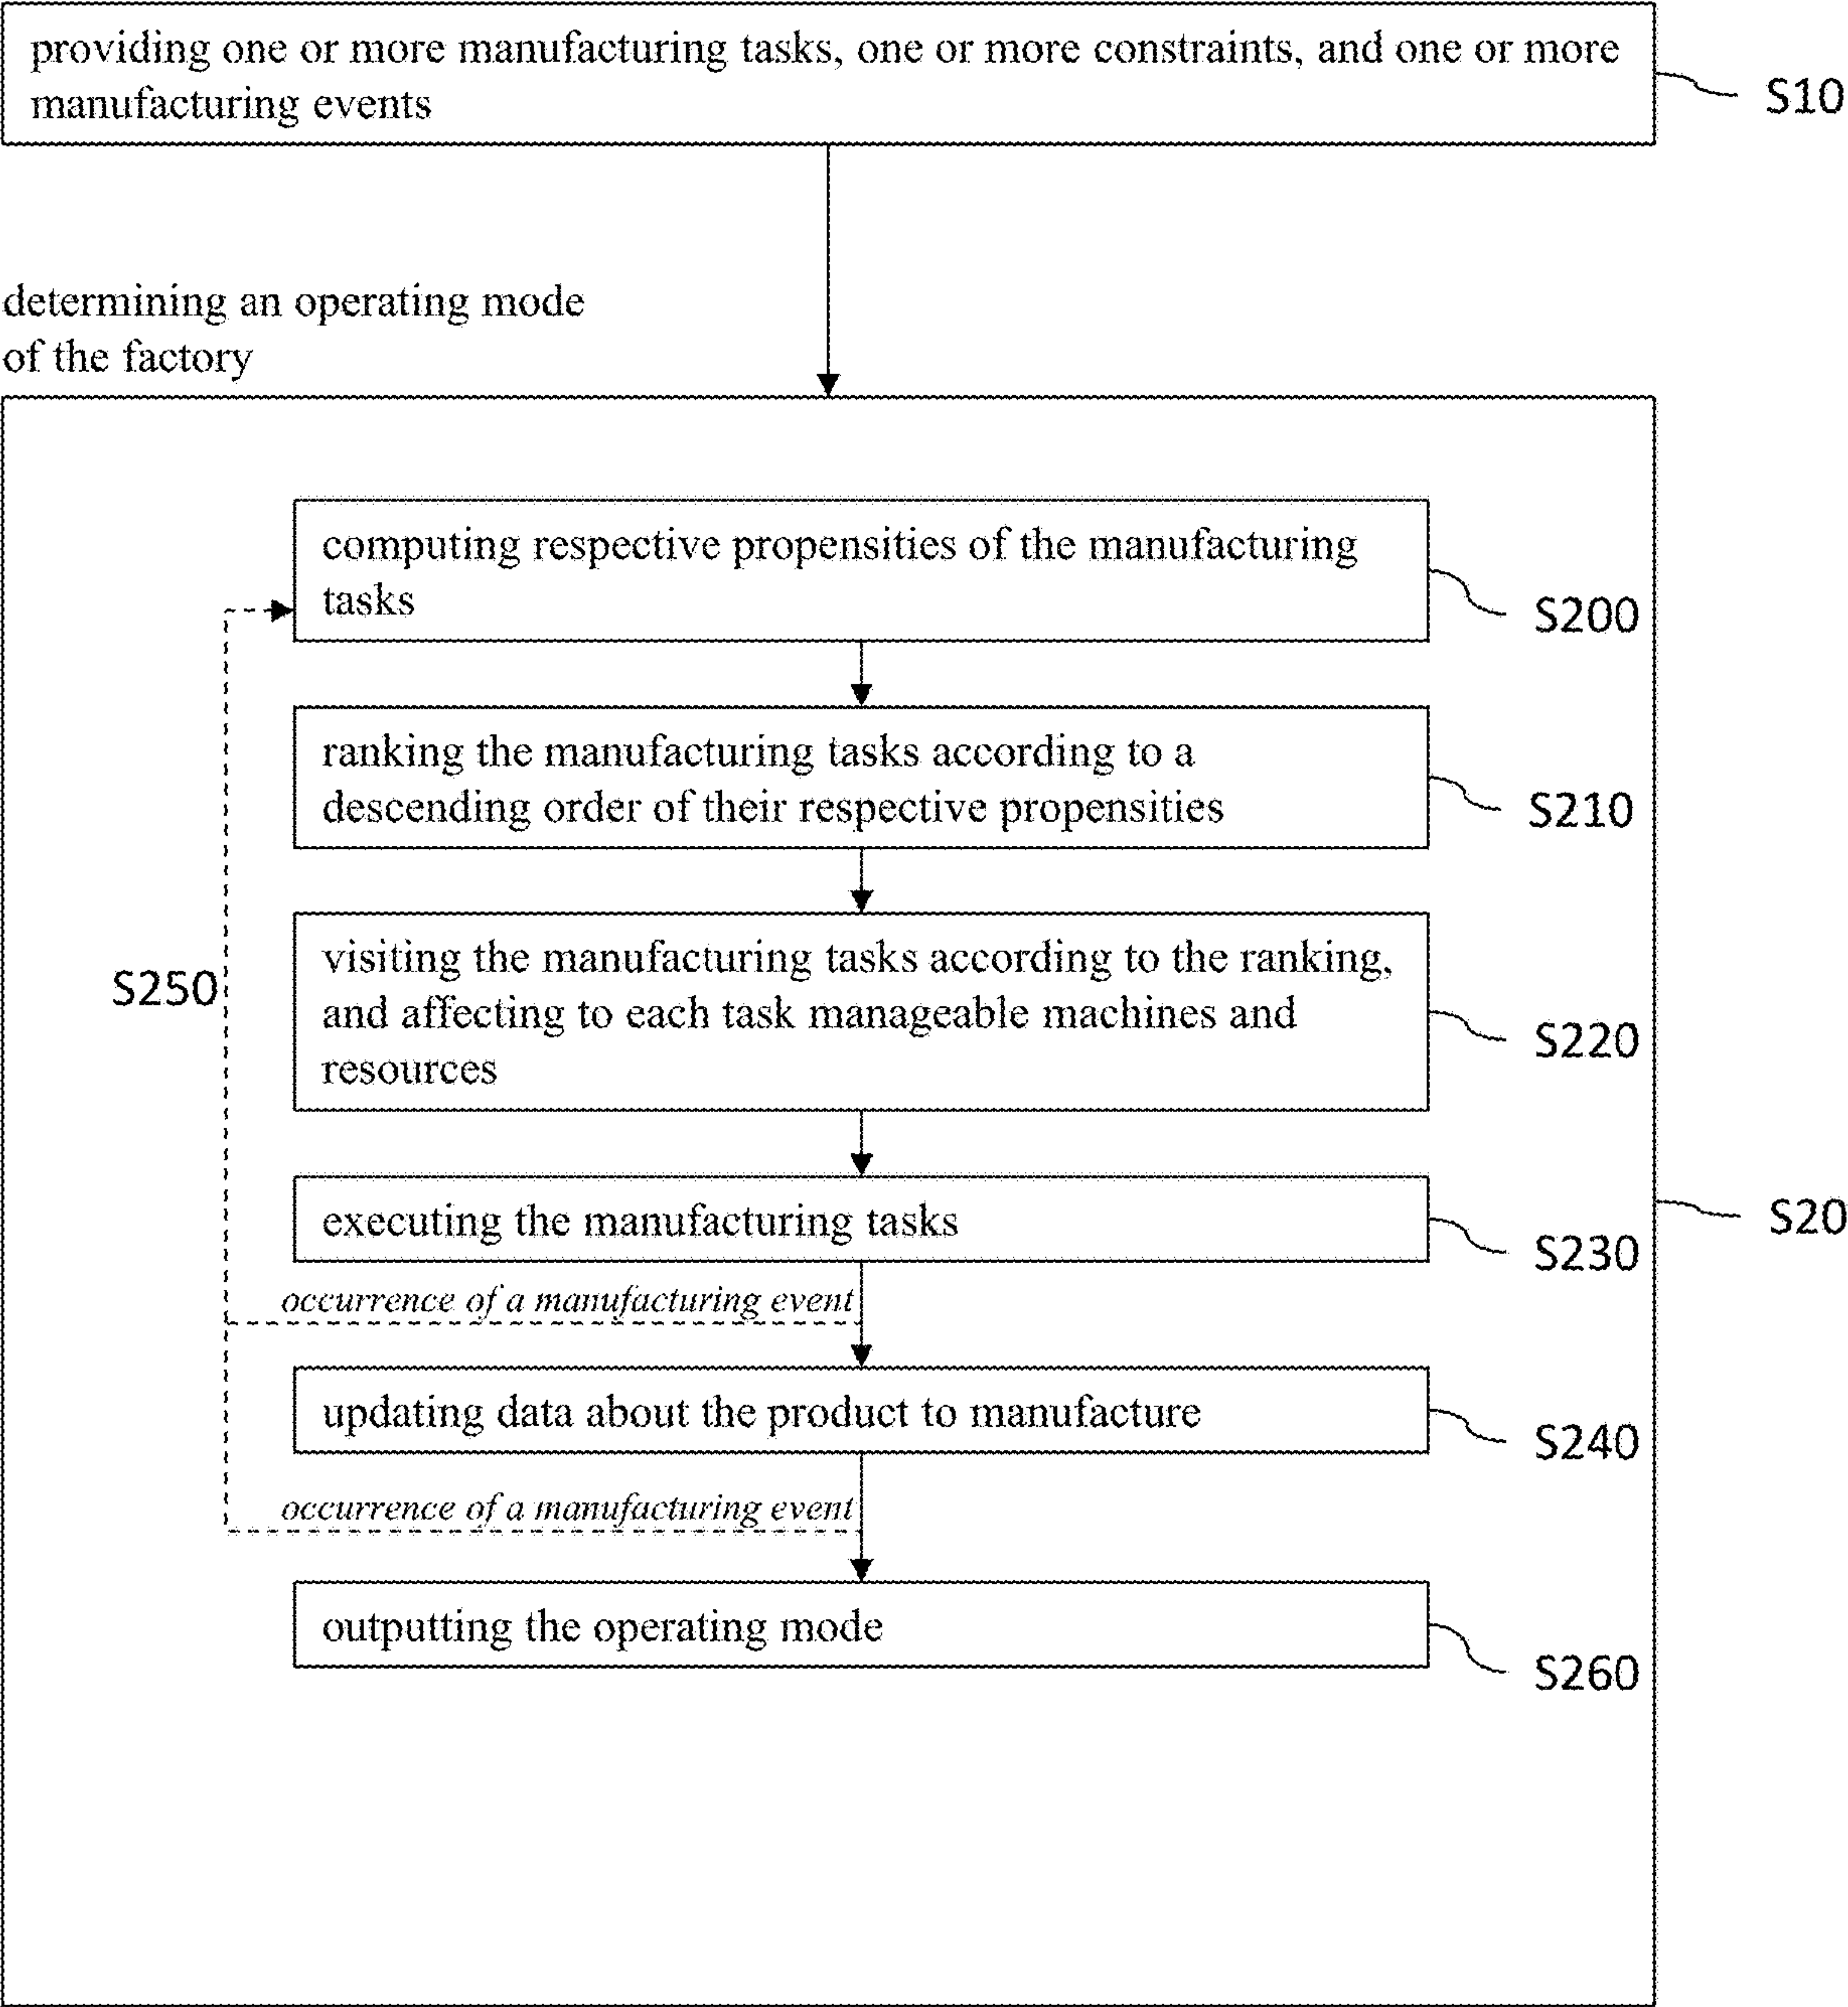 providing one or more manufacturing tasks, one or more constraints, and one or more
manufacturing events
S10
determining an operating mode
of the factory
computing respective propensities of the manufacturing
tasks
S200
ranking the manufacturing tasks according to a
descending order of their respective propensities
S210
visiting the manufacturing tasks according to the ranking,
and affecting to each task manageable machines and
resources
S250
S220
executing the manufacturing tasks
S20
S230
occurrence of a manufacturing event
updating data about the product to manufacture
S240
occurrence of a manufacturing event
outputting the operating mode
S260